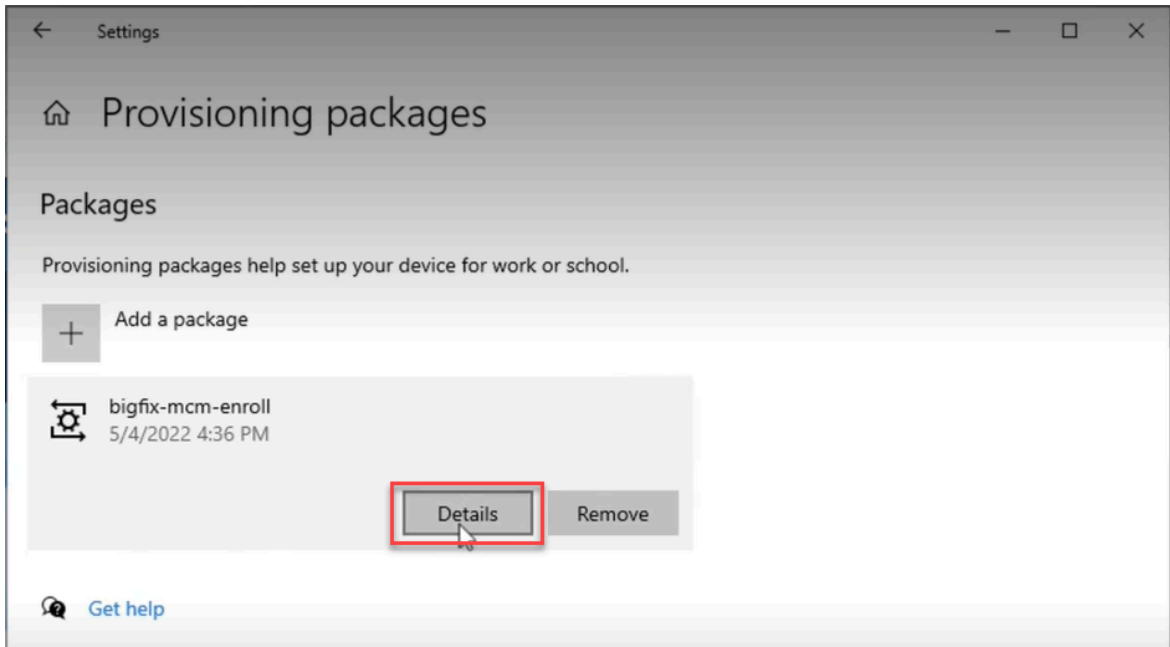 Settings
Provisioning packages
Packages
Provisioning packages help set up your device for work or school.
Add a package
bigfix-mcm-enroll
5/4/2022 4:36 PM
Details Remove
Get help